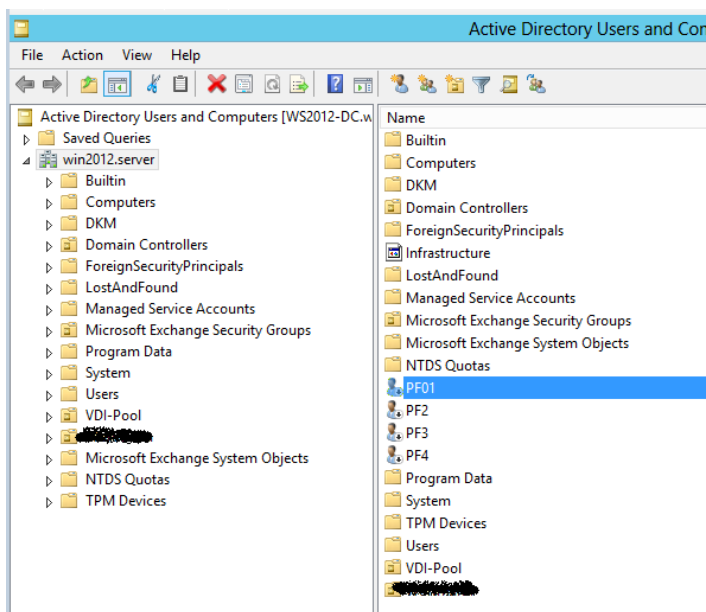 Active Directory Users and Con
File Action View Help
Active Directory Users and Computers [WS2012-DC.w
Saved Queries
win2012.server
Builtin
Computers
DKM
Domain Controllers
ForeignSecurityPrincipals
LostAndFound
Managed Service Accounts
Microsoft Exchange Security Groups
Program Data
System
Users
VDI-Pool
Microsoft Exchange System Objects
NTDS Quotas
TPM Devices
Name
Builtin
Computers
DKM
Domain Controllers
ForeignSecurityPrincipals
Infrastructure
LostAndFound
Managed Service Accounts
Microsoft Exchange Security Groups
Microsoft Exchange System Objects
NTDS Quotas
PF01
PF2
PF3
PF4
Program Data
System
TPM Devices
Users
VDI-Pool